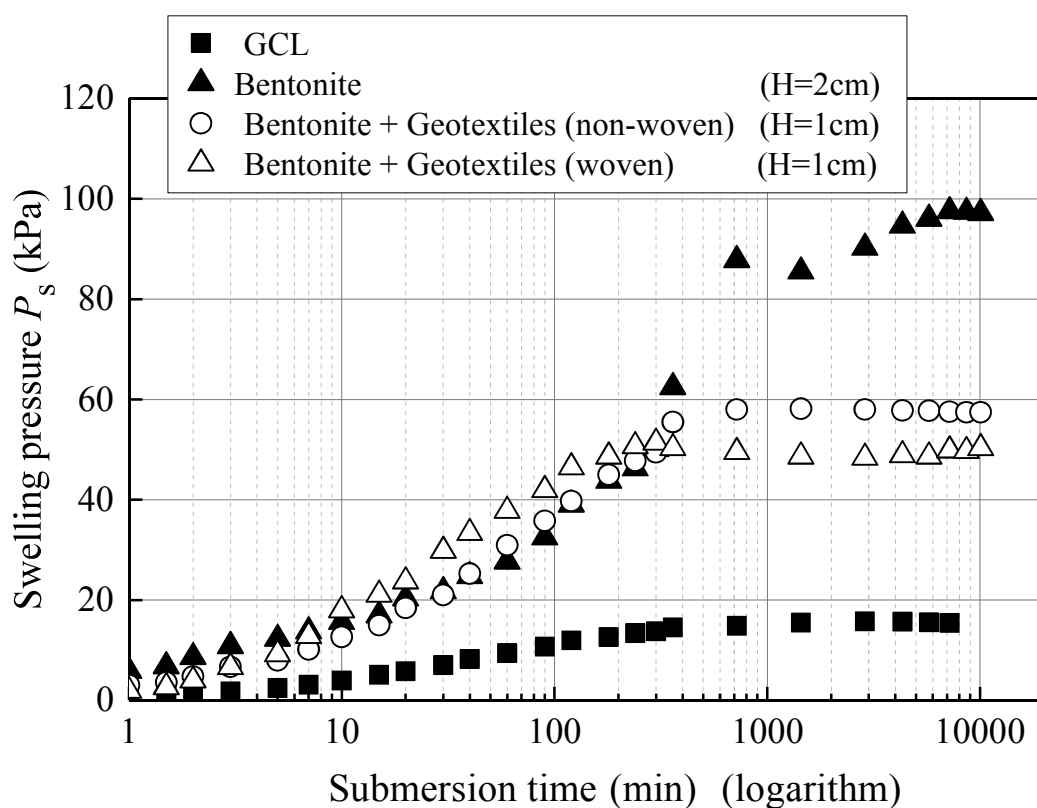 GCL
Bentonite (H=2cm)
Bentonite + Geotextiles (non-woven) (H=1cm)
Bentonite + Geotextiles (woven) (H=1cm)
120
100
80
60
40
20
0
Swelling pressure Ps (kPa)
1 10 100 1000 10000
Submersion time (min) (logarithm)